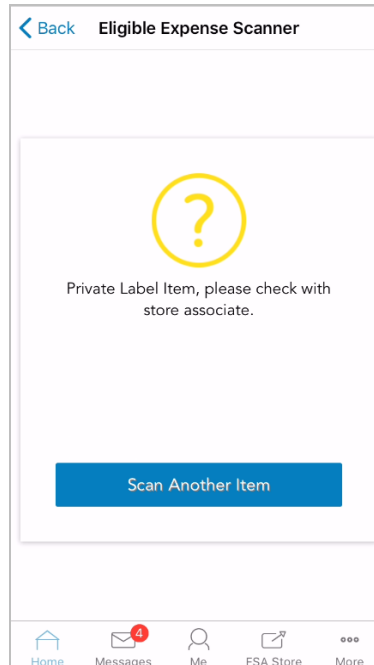 Back Eligible Expense Scanner
?
Private Label Item, please check with
store associate.
Scan Another Item
4
Home Messages Me FSA Store More